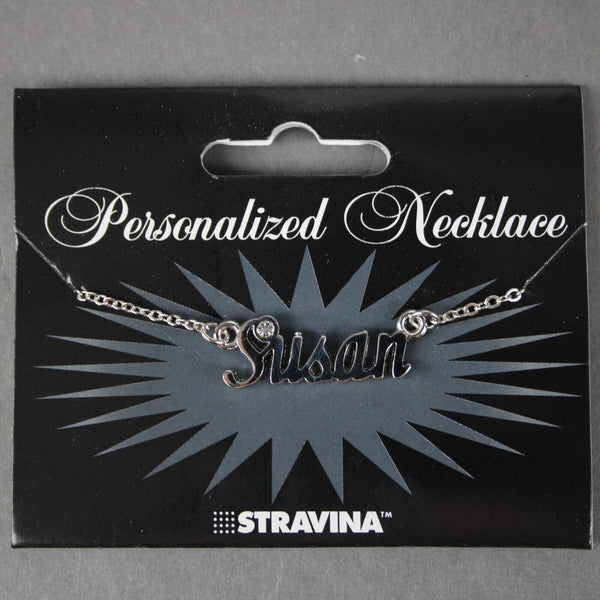 Personalized Necklace
Susan
STRAVINA™